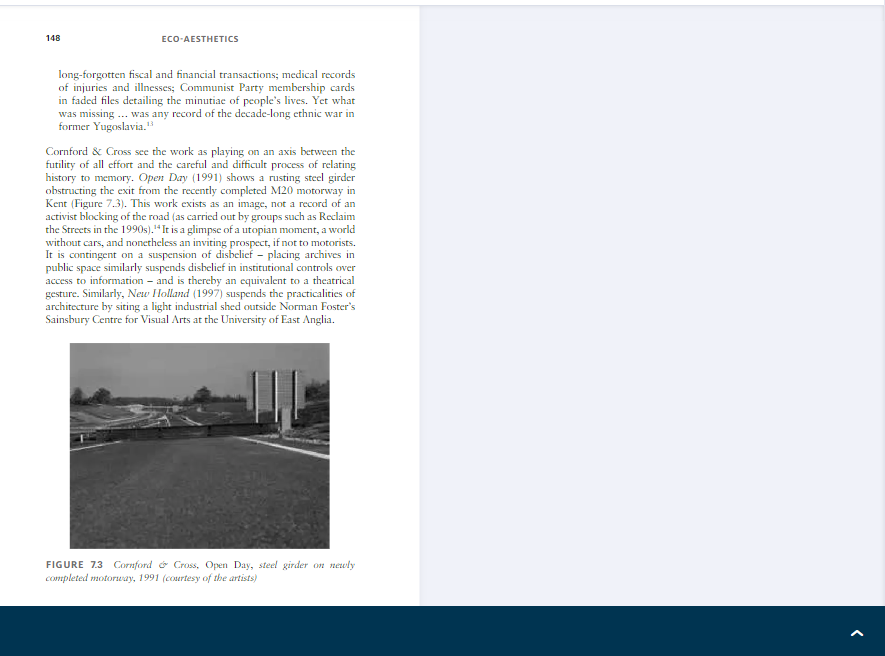 148
ECO-AESTHETICS
long-forgotten fiscal and financial transactions; medical records
of injuries and illnesses; Communist Party membership cards
in faded files detailing the minutiae of people's lives. Yet what
was missing ... was any record of the decade-long ethnic war in
former Yugoslavia.¹³
Cornford & Cross see the work as playing on an axis between the
futility of all effort and the careful and difficult process of relating
history to memory. Open Day (1991) shows a rusting steel girder
obstructing the exit from the recently completed M20 motorway in
Kent (Figure 7.3). This work exists as an image, not a record of an
activist blocking of the road (as carried out by groups such as Reclaim
the Streets in the 1990s).¹⁴ It is a glimpse of a utopian moment, a world
without cars, and nonetheless an inviting prospect, if not to motorists.
It is contingent on a suspension of disbelief – placing archives in
public space similarly suspends disbelief in institutional controls over
access to information – and is thereby an equivalent to a theatrical
gesture. Similarly, New Holland (1997) suspends the practicalities of
architecture by siting a light industrial shed outside Norman Foster's
Sainsbury Centre for Visual Arts at the University of East Anglia.
FIGURE 7.3 Cornford & Cross, Open Day, steel girder on newly
completed motorway, 1991 (courtesy of the artists)